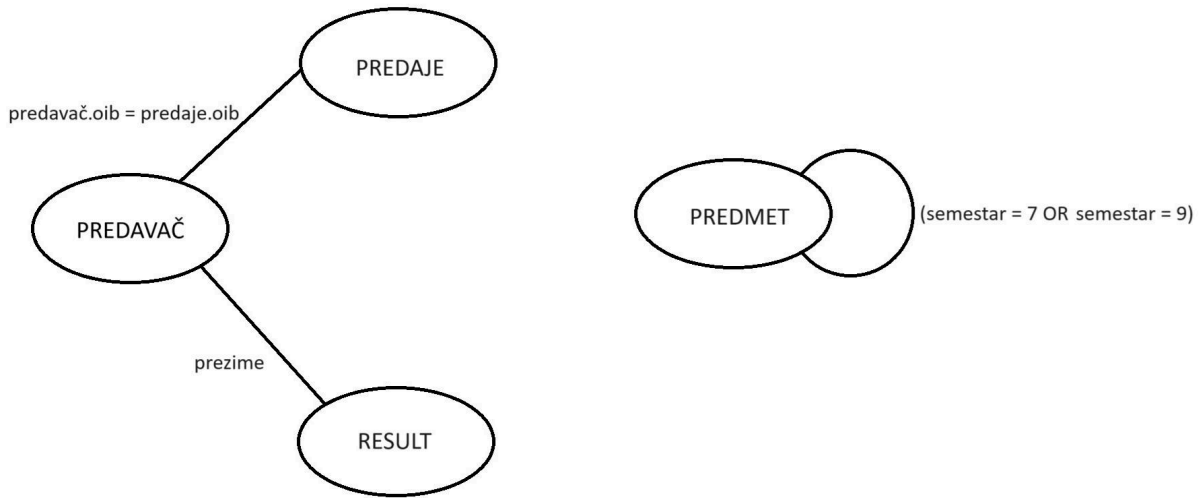 PREDAJE
predavač.oib = predaje.oib
PREDAVAČ
prezime
RESULT
PREDMET
(semestar = 7 OR semestar = 9)